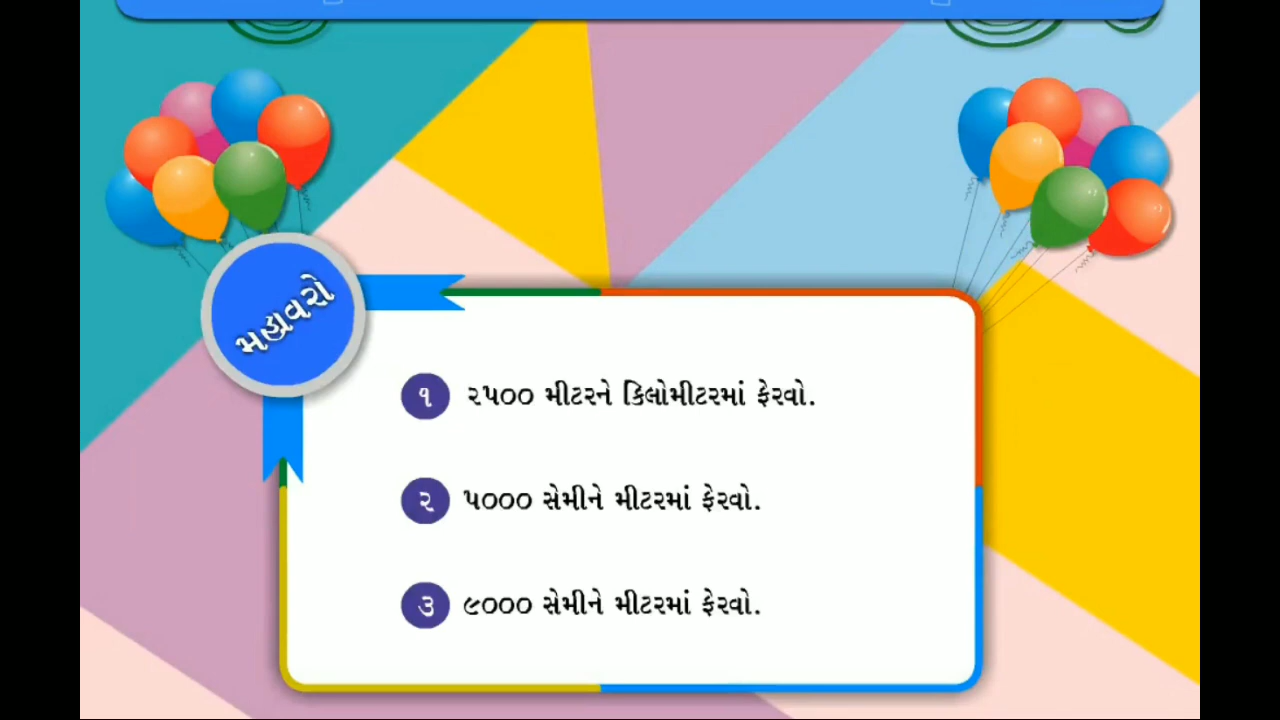 મહાવરો
૧ ૨૫૦૦ મીટરને કિલોમીટરમાં ફેરવો.
૨ ૫૦૦૦ સેમીને મીટરમાં ફેરવો.
૩ ૯૦૦૦ સેમીને મીટરમાં ફેરવો.